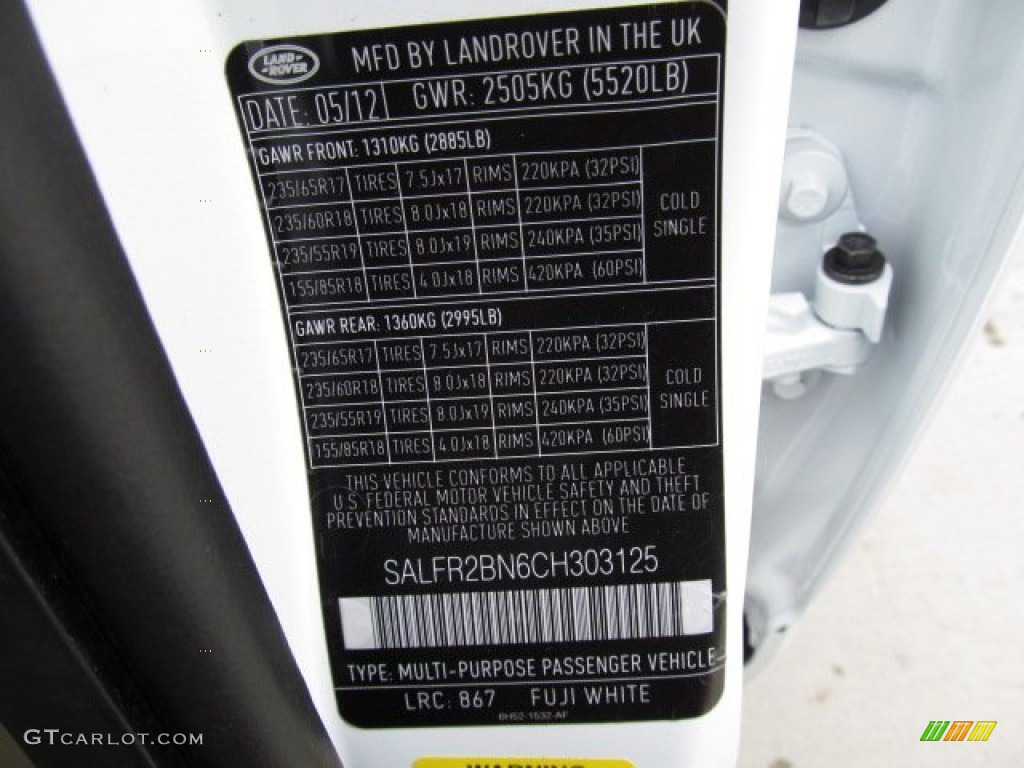 LAND ROVER
MFD BY LANDROVER IN THE UK
DATE: 05/12 GWR: 2505KG (5520LB)
GAWR FRONT: 1310KG (2885LB)
235/65R17 TIRES 7.5Jx17 RIMS 220KPA (32PSI)
235/60R18 TIRES 8.0Jx18 RIMS 220KPA (32PSI)
235/55R19 TIRES 8.0Jx19 RIMS 240KPA (35PSI)
155/85R18 TIRES 4.0Jx18 RIMS 420KPA (60PSI)
COLD
SINGLE
GAWR REAR: 1360KG (2995LB)
235/65R17 TIRES 7.5Jx17 RIMS 220KPA (32PSI)
235/60R18 TIRES 8.0Jx18 RIMS 220KPA (32PSI)
235/55R19 TIRES 8.0Jx19 RIMS 240KPA (35PSI)
155/85R18 TIRES 4.0Jx18 RIMS 420KPA (60PSI)
COLD
SINGLE
THIS VEHICLE CONFORMS TO ALL APPLICABLE
U.S. FEDERAL MOTOR VEHICLE SAFETY AND THEFT
PREVENTION STANDARDS IN EFFECT ON THE DATE OF
MANUFACTURE SHOWN ABOVE
SALFR2BN6CH303125
TYPE: MULTI-PURPOSE PASSENGER VEHICLE
LRC: 867 FUJI WHITE
BH52-1532-AF
WARNING
GTCARLOT.COM